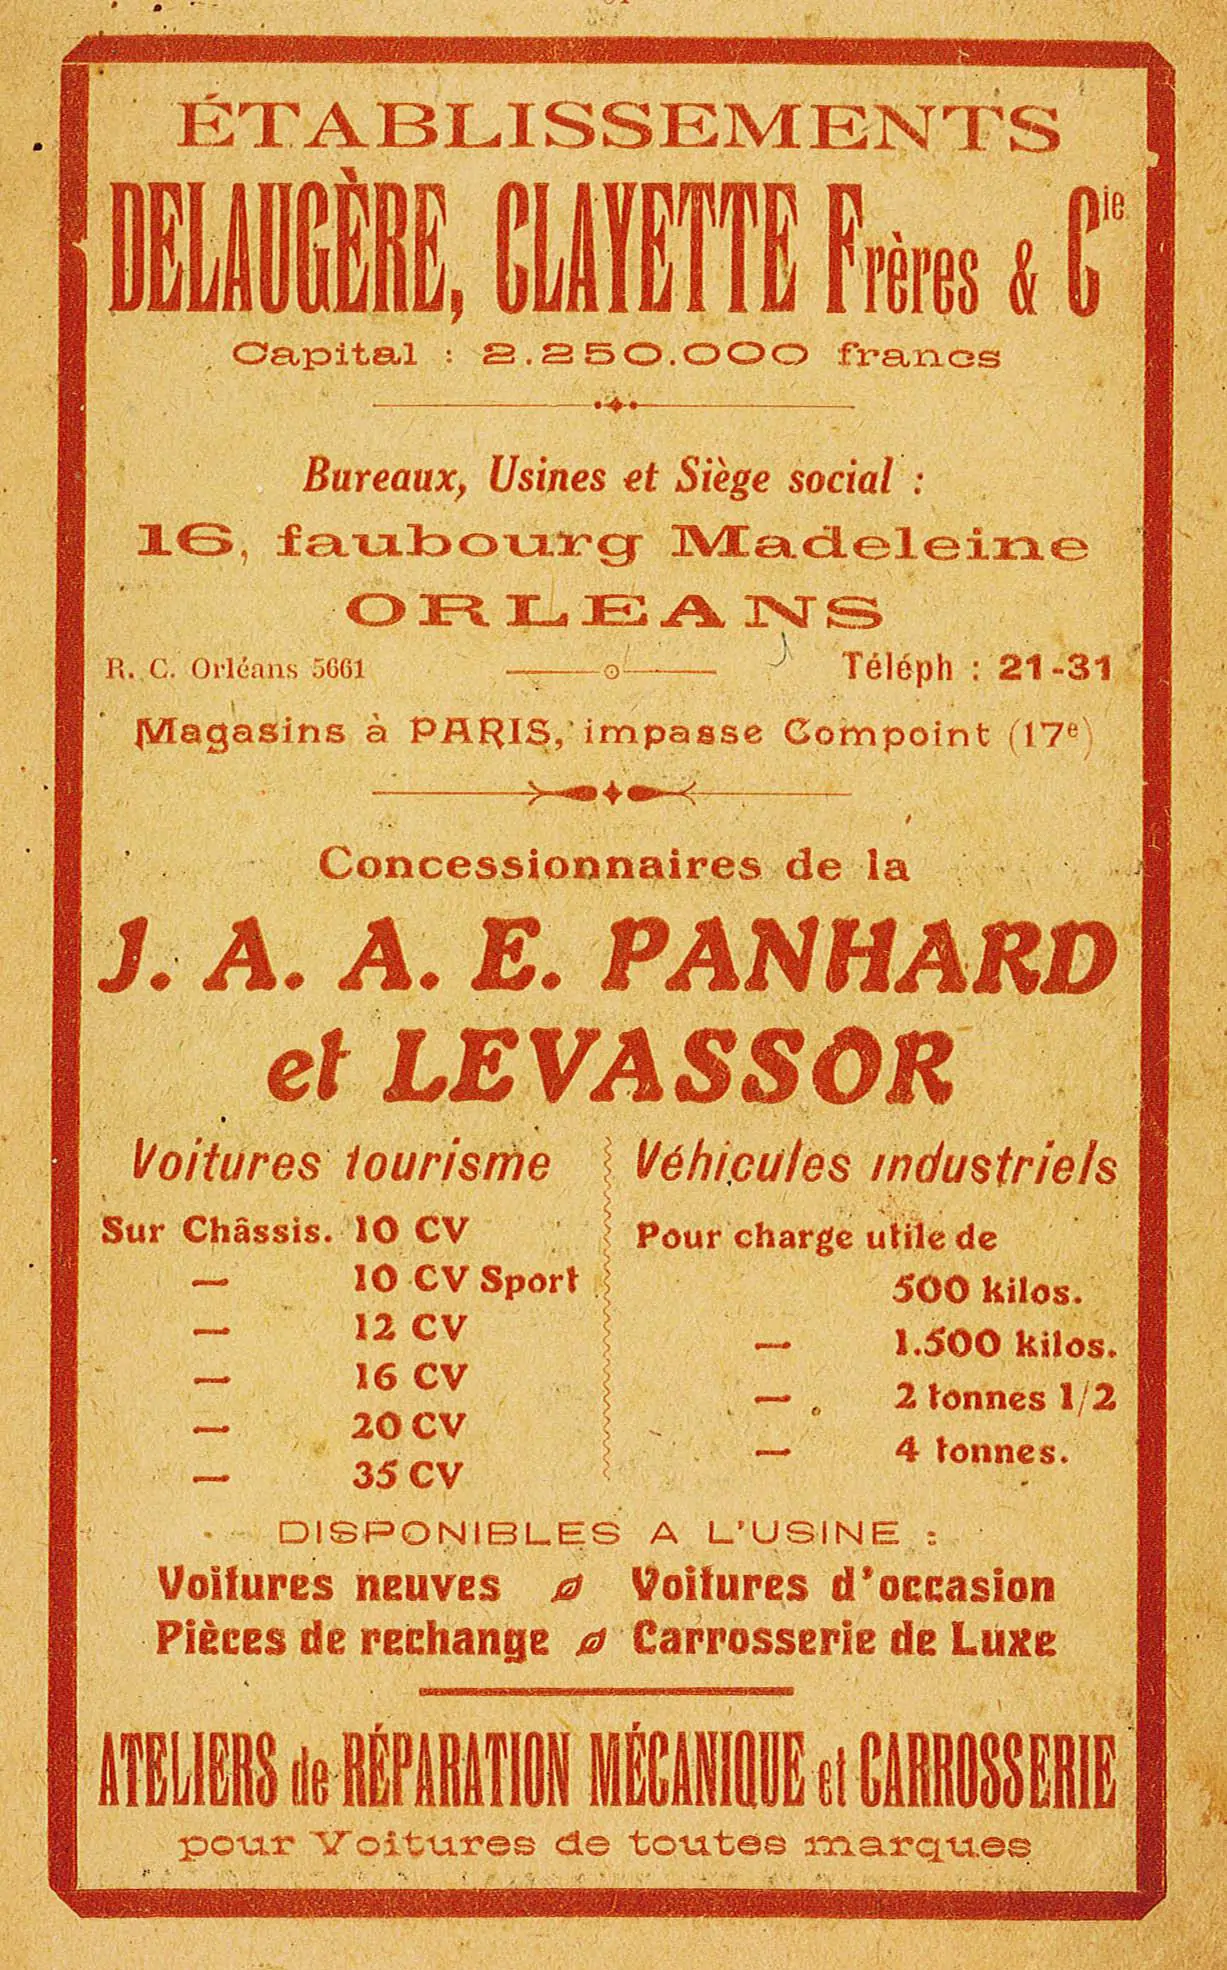 ÉTABLISSEMENTS
DELAUGÈRE, CLAYETTE Frères & Cie
Capital : 2.250.000 francs
Bureaux, Usines et Siège social :
16, faubourg Madeleine
ORLEANS
R. C. Orléans 5661 Téléph : 21-31
Magasins à PARIS, impasse Compoint (17e)
Concessionnaires de la
J. A. A. E. PANHARD
et LEVASSOR
Voitures tourisme
Sur Châssis. 10 CV
— 10 CV Sport
— 12 CV
— 16 CV
— 20 CV
— 35 CV
Véhicules industriels
Pour charge utile de
500 kilos.
— 1.500 kilos.
— 2 tonnes 1/2
— 4 tonnes.
DISPONIBLES A L'USINE :
Voitures neuves Voitures d'occasion
Pièces de rechange Carrosserie de Luxe
ATELIERS de RÉPARATION MÉCANIQUE et CARROSSERIE
pour Voitures de toutes marques